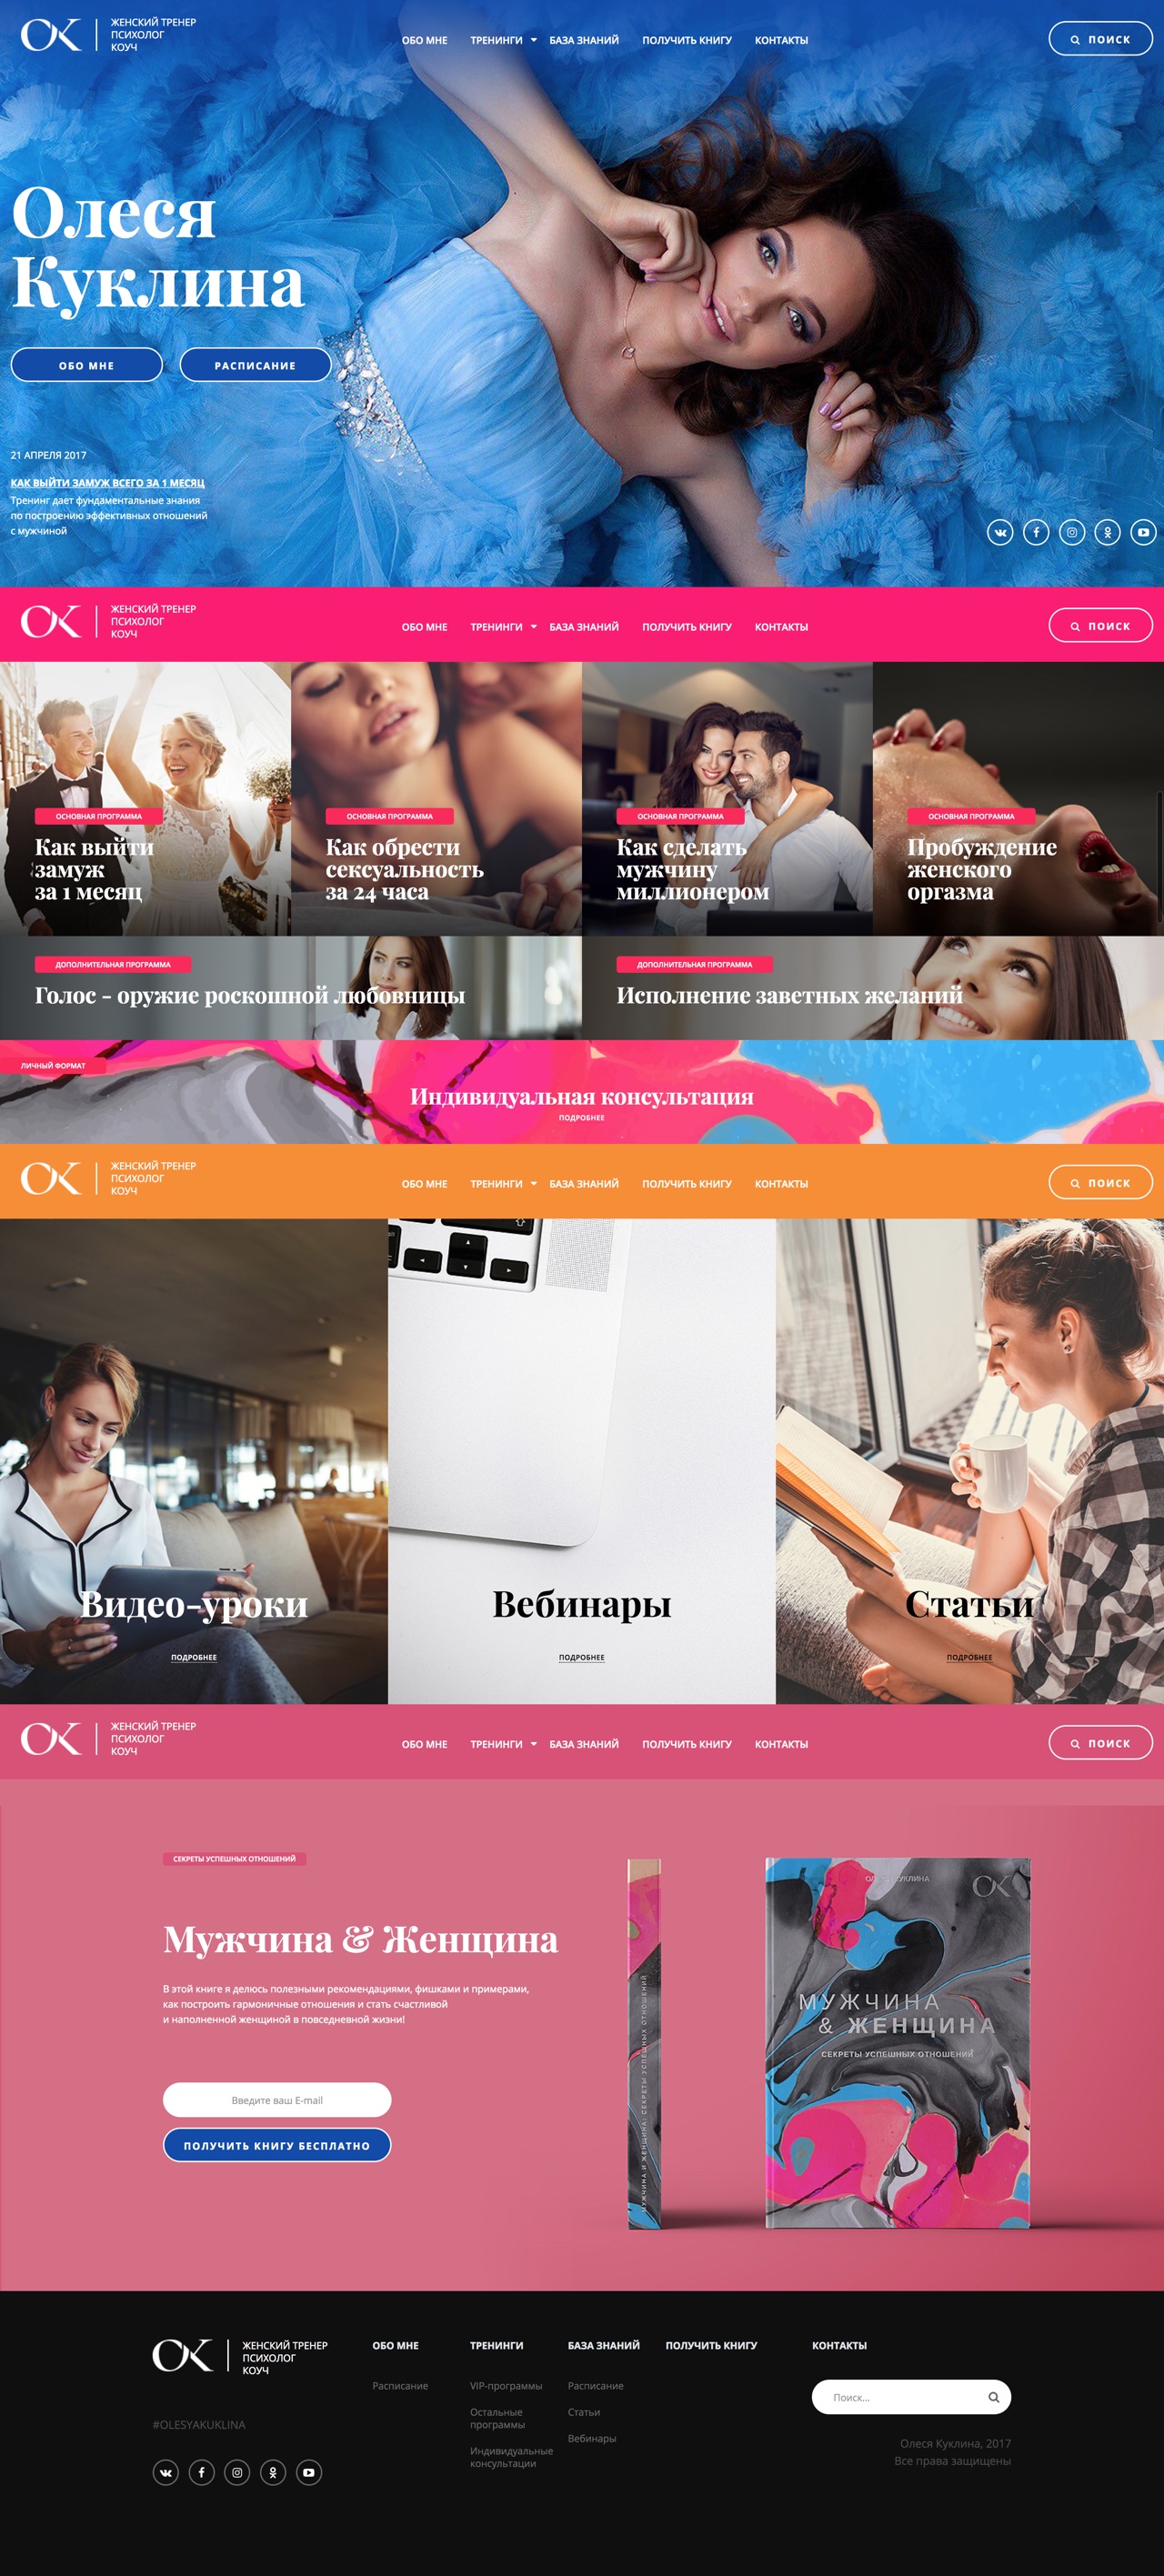 OK
ЖЕНСКИЙ ТРЕНЕР
ПСИХОЛОГ
КОУЧ
ОБО МНЕ ТРЕНИНГИ БАЗА ЗНАНИЙ ПОЛУЧИТЬ КНИГУ КОНТАКТЫ
ПОИСК
Олеся
Куклина
ОБО МНЕ РАСПИСАНИЕ
21 АПРЕЛЯ 2017
КАК ВЫЙТИ ЗАМУЖ ВСЕГО ЗА 1 МЕСЯЦ
Тренинг дает фундаментальные знания
по построению эффективных отношений
с мужчиной
OK
ЖЕНСКИЙ ТРЕНЕР
ПСИХОЛОГ
КОУЧ
ОБО МНЕ ТРЕНИНГИ БАЗА ЗНАНИЙ ПОЛУЧИТЬ КНИГУ КОНТАКТЫ
ПОИСК
ОСНОВНАЯ ПРОГРАММА
Как выйти
замуж
за 1 месяц
ОСНОВНАЯ ПРОГРАММА
Как обрести
сексуальность
за 24 часа
ОСНОВНАЯ ПРОГРАММА
Как сделать
мужчину
миллионером
ОСНОВНАЯ ПРОГРАММА
Пробуждение
женского
оргазма
ДОПОЛНИТЕЛЬНАЯ ПРОГРАММА
Голос - оружие роскошной любовницы
ДОПОЛНИТЕЛЬНАЯ ПРОГРАММА
Исполнение заветных желаний
ЛИЧНЫЙ ФОРМАТ
Индивидуальная консультация
ПОДРОБНЕЕ
OK
ЖЕНСКИЙ ТРЕНЕР
ПСИХОЛОГ
КОУЧ
ОБО МНЕ ТРЕНИНГИ БАЗА ЗНАНИЙ ПОЛУЧИТЬ КНИГУ КОНТАКТЫ
ПОИСК
Видео-уроки
ПОДРОБНЕЕ
Вебинары
ПОДРОБНЕЕ
Статьи
ПОДРОБНЕЕ
OK
ЖЕНСКИЙ ТРЕНЕР
ПСИХОЛОГ
КОУЧ
ОБО МНЕ ТРЕНИНГИ БАЗА ЗНАНИЙ ПОЛУЧИТЬ КНИГУ КОНТАКТЫ
ПОИСК
СЕКРЕТЫ УСПЕШНЫХ ОТНОШЕНИЙ
Мужчина & Женщина
В этой книге я делюсь полезными рекомендациями, фишками и примерами,
как построить гармоничные отношения и стать счастливой
и наполненной женщиной в повседневной жизни!
Введите ваш E-mail
ПОЛУЧИТЬ КНИГУ БЕСПЛАТНО
МУЖЧИНА И ЖЕНЩИНА: СЕКРЕТЫ УСПЕШНЫХ ОТНОШЕНИЙ
КУКЛИНА
OK
МУЖЧИНА
& ЖЕНЩИНА
СЕКРЕТЫ УСПЕШНЫХ ОТНОШЕНИЙ
OK
ЖЕНСКИЙ ТРЕНЕР
ПСИХОЛОГ
КОУЧ
#OLESYAKUKLINA
ОБО МНЕ
Расписание
ТРЕНИНГИ
VIP-программы
Остальные
программы
Индивидуальные
консультации
БАЗА ЗНАНИЙ
Расписание
Статьи
Вебинары
ПОЛУЧИТЬ КНИГУ
КОНТАКТЫ
Поиск...
Олеся Куклина, 2017
Все права защищены